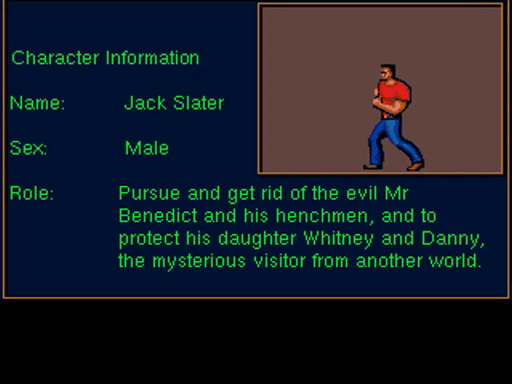 Character Information
Name: Jack Slater
Sex: Male
Role: Pursue and get rid of the evil Mr
Benedict and his henchmen, and to
protect his daughter Whitney and Danny,
the mysterious visitor from another world.